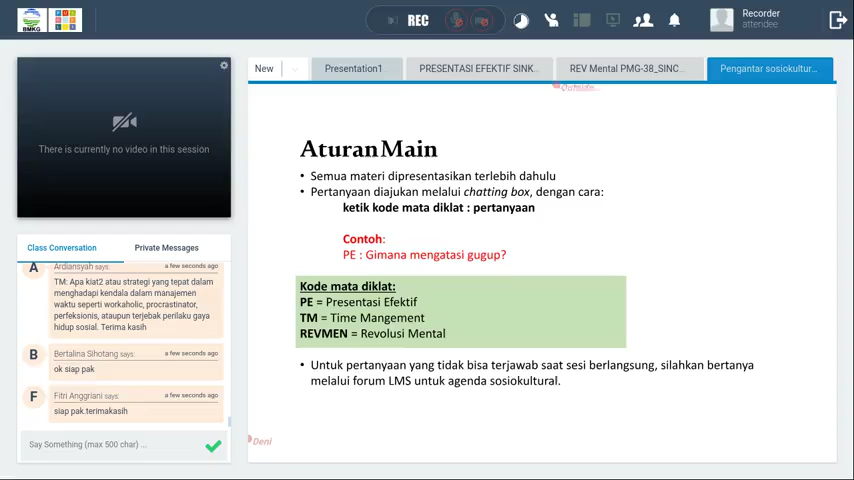 BMKG
REC
Recorder
attendee
There is currently no video in this session
New
Presentation1
PRESENTASI EFEKTIF SINK...
REV Mental PMG-38_SINC...
Pengantar sosiokultur...
Class Conversation
Private Messages
A
Ardiansyah says:
a few seconds ago
TM: Apa kiat2 atau strategi yang tepat dalam
menghadapi kendala dalam manajemen
waktu seperti workaholic, procrastinator,
perfeksionis, ataupun terjebak perilaku gaya
hidup sosial. Terima kasih
B
Bertalina Sihotang says:
a few seconds ago
ok siap pak
F
Fitri Anggriani says:
a few seconds ago
siap pak.terimakasih
Say Something (max 500 char) ...
Aturan Main
• Semua materi dipresentasikan terlebih dahulu
• Pertanyaan diajukan melalui chatting box, dengan cara:
ketik kode mata diklat : pertanyaan
Contoh:
PE : Gimana mengatasi gugup?
Kode mata diklat:
PE = Presentasi Efektif
TM = Time Mangement
REVMEN = Revolusi Mental
• Untuk pertanyaan yang tidak bisa terjawab saat sesi berlangsung, silahkan bertanya
melalui forum LMS untuk agenda sosiokultural.
Deni